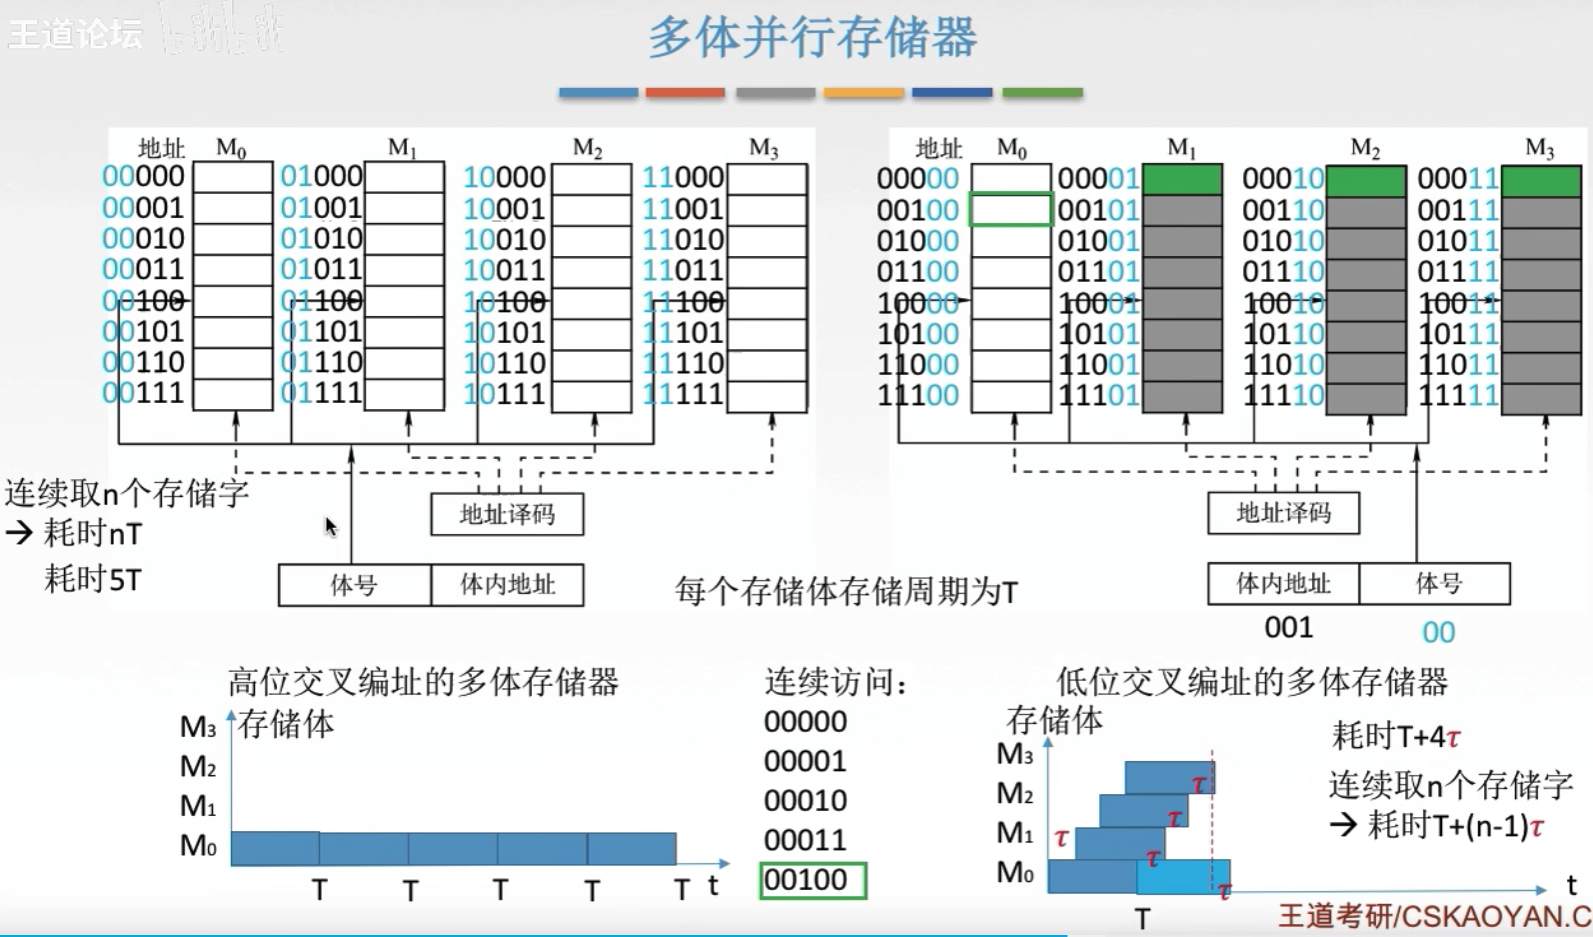 王道论坛 bilibili
多体并行存储器
地址 M₀ M₁ M₂ M₃
00000 01000 10000 11000
00001 01001 10001 11001
00010 01010 10010 11010
00011 01011 10011 11011
00100 01100 10100 11100
00101 01101 10101 11101
00110 01110 10110 11110
00111 01111 10111 11111
地址译码
体号 体内地址
连续取n个存储字
→ 耗时nT
耗时5T
地址 M₀ M₁ M₂ M₃
00000 00001 00010 00011
00100 00101 00110 00111
01000 01001 01010 01011
01100 01101 01110 01111
10000 10001 10010 10011
10100 10101 10110 10111
11000 11001 11010 11011
11100 11101 11110 11111
地址译码
体内地址 体号
001 00
每个存储体存储周期为T
高位交叉编址的多体存储器
存储体
M₃
M₂
M₁
M₀
T T T T T t
连续访问：
00000
00001
00010
00011
00100
低位交叉编址的多体存储器
存储体
M₃ τ
M₂ τ
M₁ τ τ
M₀ τ
T t
耗时T+4τ
连续取n个存储字
→ 耗时T+(n-1)τ
王道考研/CSKAOYAN.C